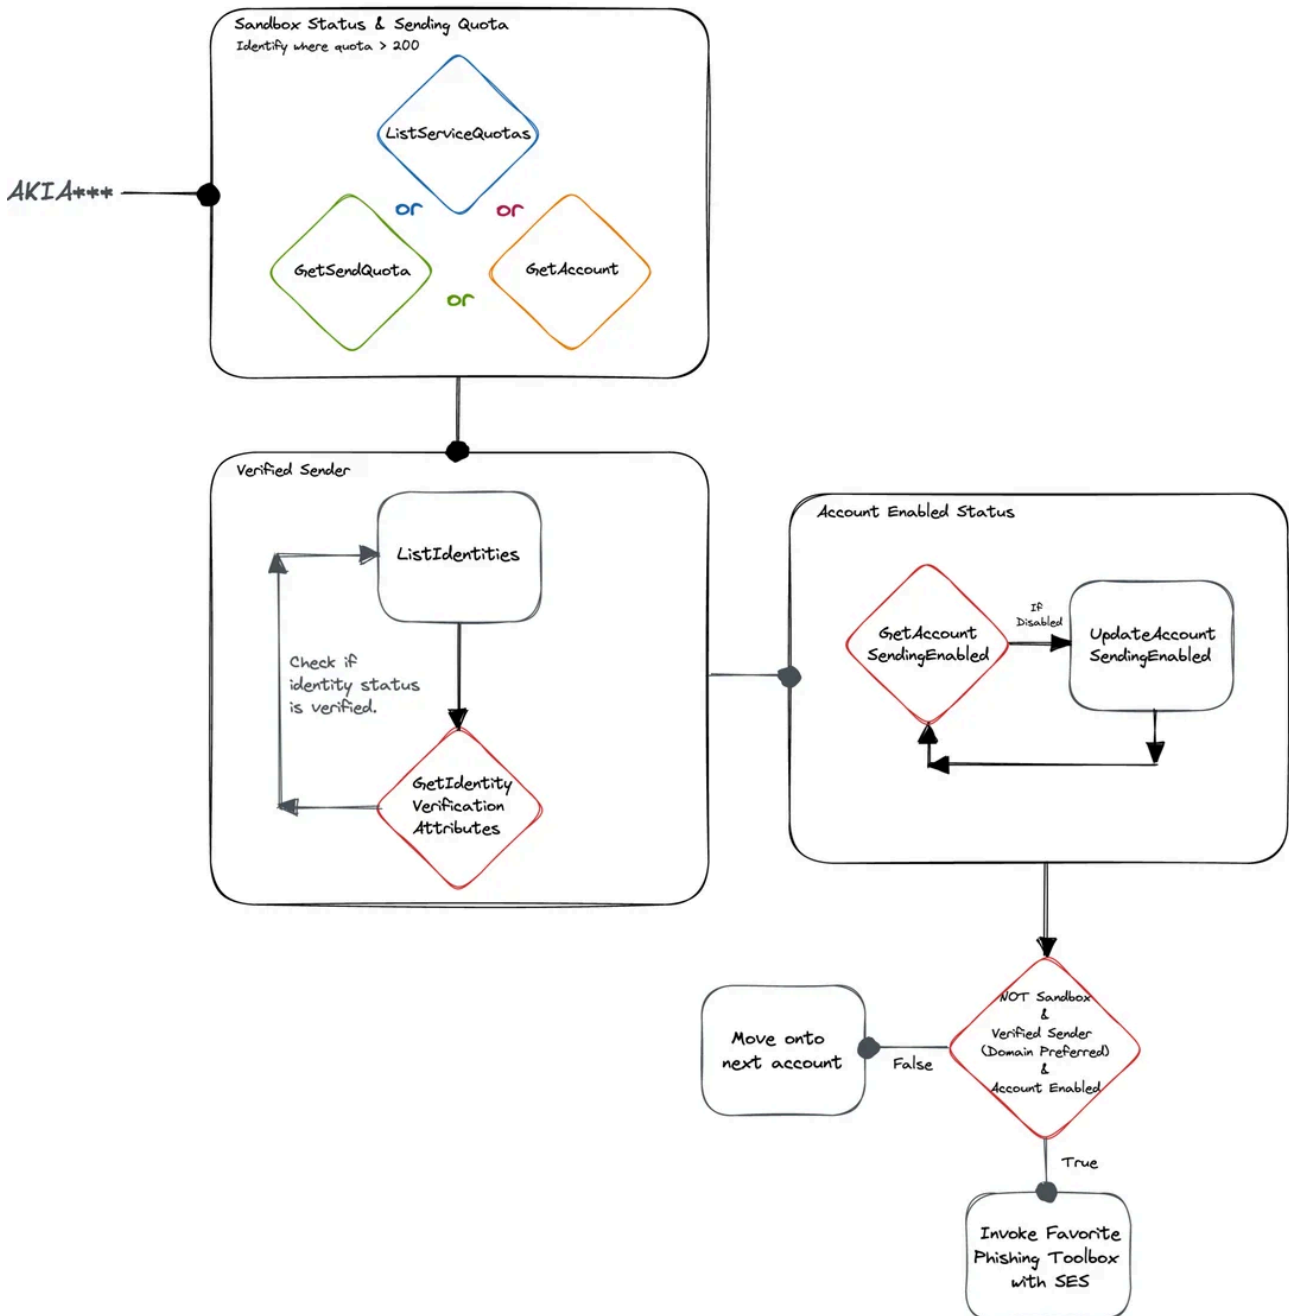 Sandbox Status & Sending Quota
Identify where quota > 200
ListServiceQuotas
AKIA***
or
or
GetSendQuota
GetAccount
or
Verified Sender
ListIdentities
Check if
identity status
is verified.
GetIdentity
Verification
Attributes
Account Enabled Status
GetAccount
SendingEnabled
If
Disabled
UpdateAccount
SendingEnabled
NOT Sandbox
&
Verified Sender
(Domain Preferred)
&
Account Enabled
False
Move onto
next account
True
Invoke Favorite
Phishing Toolbox
with SES